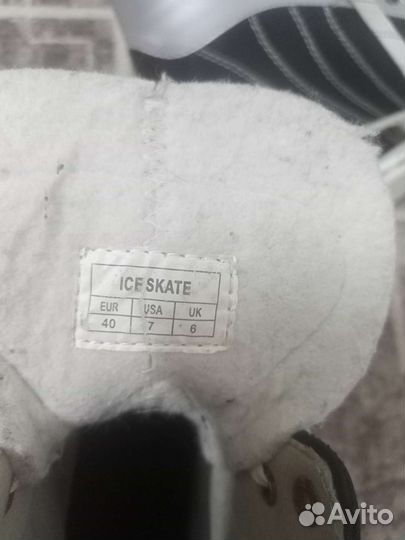 ICE SKATE
EUR USA UK
40 7 6
Avito